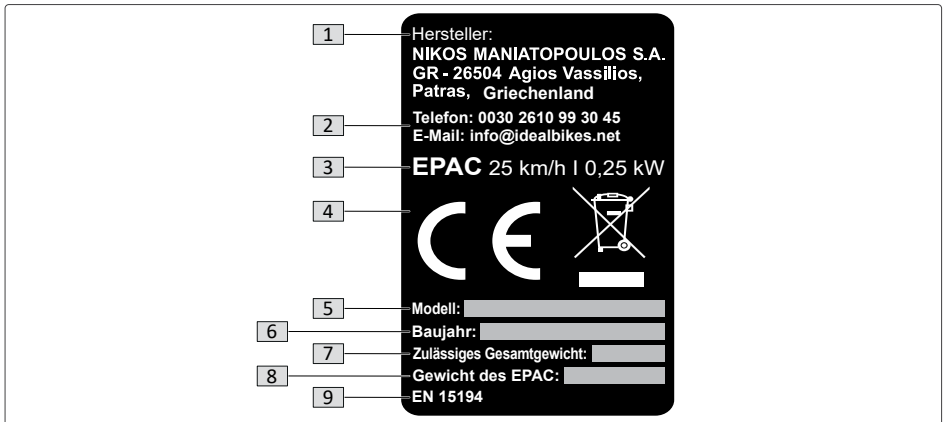 1 Hersteller:
NIKOS MANIATOPOULOS S.A.
GR - 26504 Agios Vassilios,
Patras, Griechenland
2 Telefon: 0030 2610 99 30 45
E-Mail: info@idealbikes.net
3 EPAC 25 km/h I 0,25 kW
4 CE
5 Modell:
6 Baujahr:
7 Zulässiges Gesamtgewicht:
8 Gewicht des EPAC:
9 EN 15194